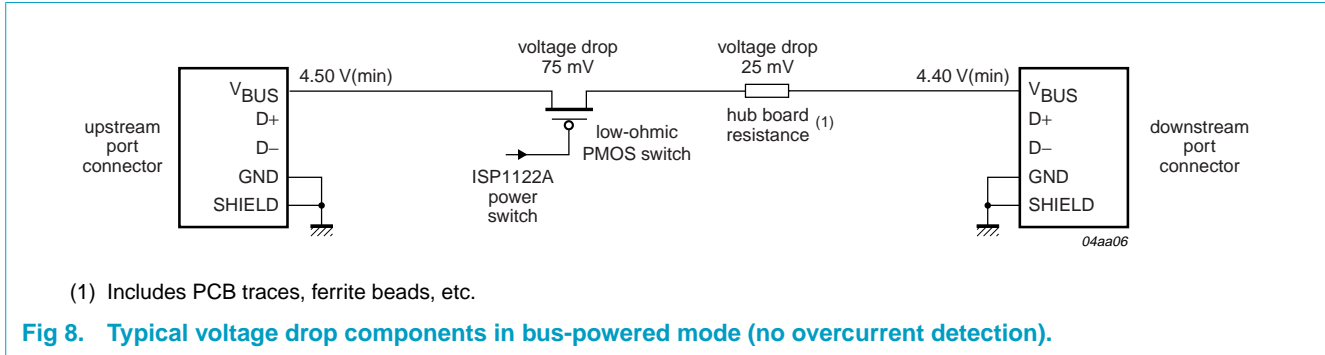 voltage drop
75 mV
voltage drop
25 mV
4.50 V(min)
4.40 V(min)
upstream
port
connector
VBUS
D+
D−
GND
SHIELD
low-ohmic
PMOS switch
ISP1122A
power
switch
hub board
resistance (1)
VBUS
D+
D−
GND
SHIELD
downstream
port
connector
04aa06
(1) Includes PCB traces, ferrite beads, etc.
Fig 8. Typical voltage drop components in bus-powered mode (no overcurrent detection).